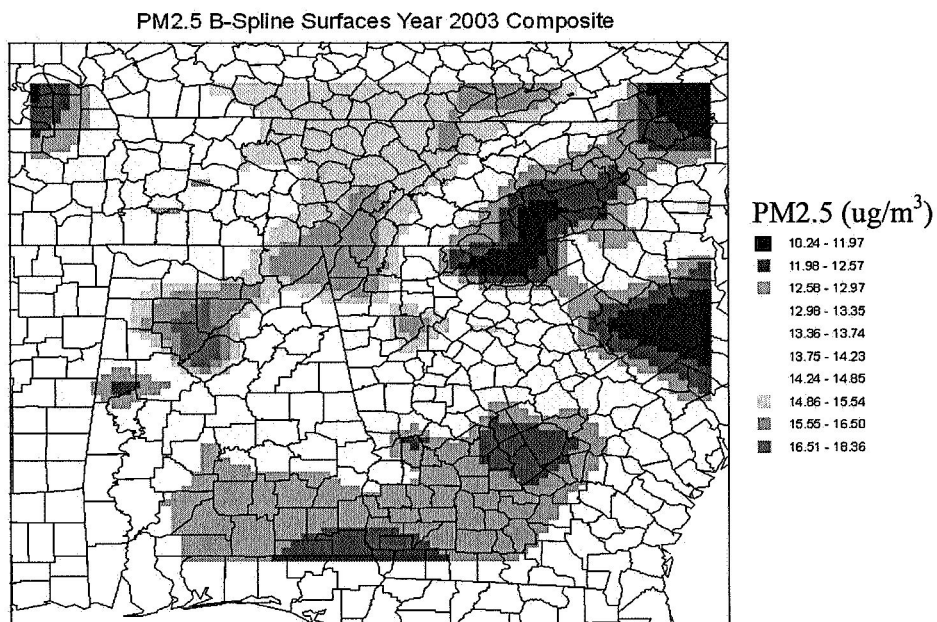 PM2.5 B-Spline Surfaces Year 2003 Composite
PM2.5 (ug/m³)
10.24 - 11.97
11.98 - 12.57
12.58 - 12.97
12.98 - 13.35
13.36 - 13.74
13.75 - 14.23
14.24 - 14.85
14.86 - 15.54
15.55 - 16.50
16.51 - 18.36